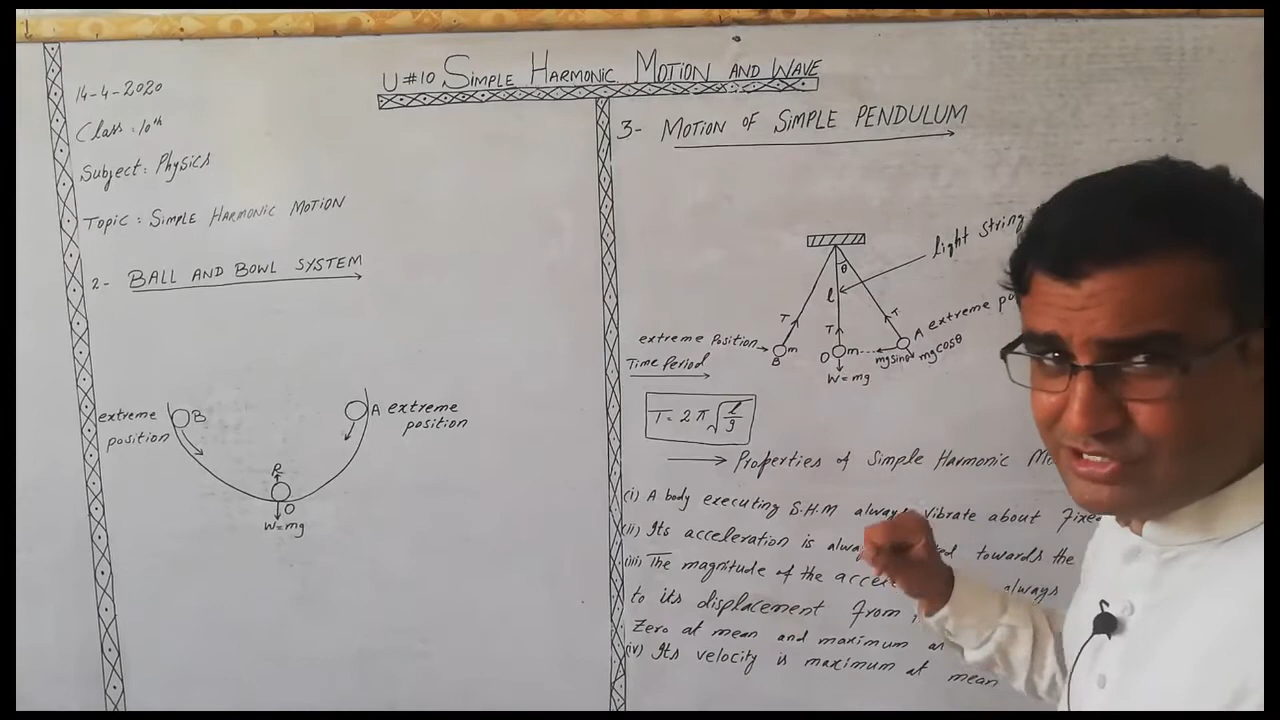 U#10 SIMPLE HARMONIC MOTION AND WAVE
14-4-2020
Class: 10th
Subject: Physics
TOPIC: SIMPLE HARMONIC MOTION
2- BALL AND BOWL SYSTEM
extreme position
B
A extreme position
R
O
W=mg
3- MOTION OF SIMPLE PENDULUM
light string
θ
l
T
T
T
extreme Position
B
m
O
m
A extreme
mgsinθ
mgcosθ
W=mg
Time Period
T = 2π√l/g
Properties of Simple Harmonic
(i) A body executing S.H.M always vibrate about fixed
(ii) Its acceleration is towards the
(iii) The magnitude of the always
to its displacement from
Zero at mean and maximum
(iv) Its velocity is maximum at mean